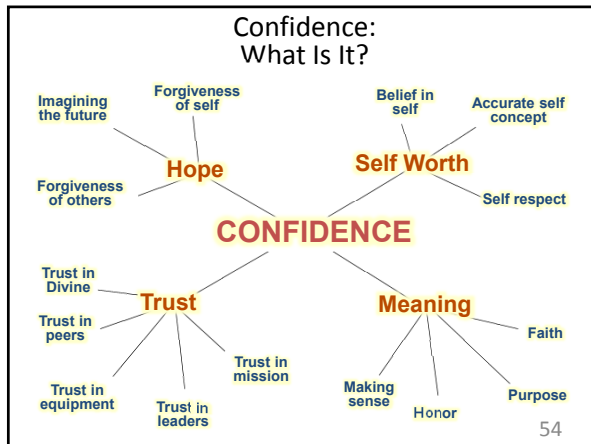 Confidence:
What Is It?
Imagining
the future
Forgiveness
of self
Forgiveness
of others
Hope
Belief in
self
Accurate self
concept
Self Worth
Self respect
CONFIDENCE
Trust in
Divine
Trust in
peers
Trust
Trust in
equipment
Trust in
leaders
Trust in
mission
Meaning
Faith
Making
sense
Honor
Purpose
54